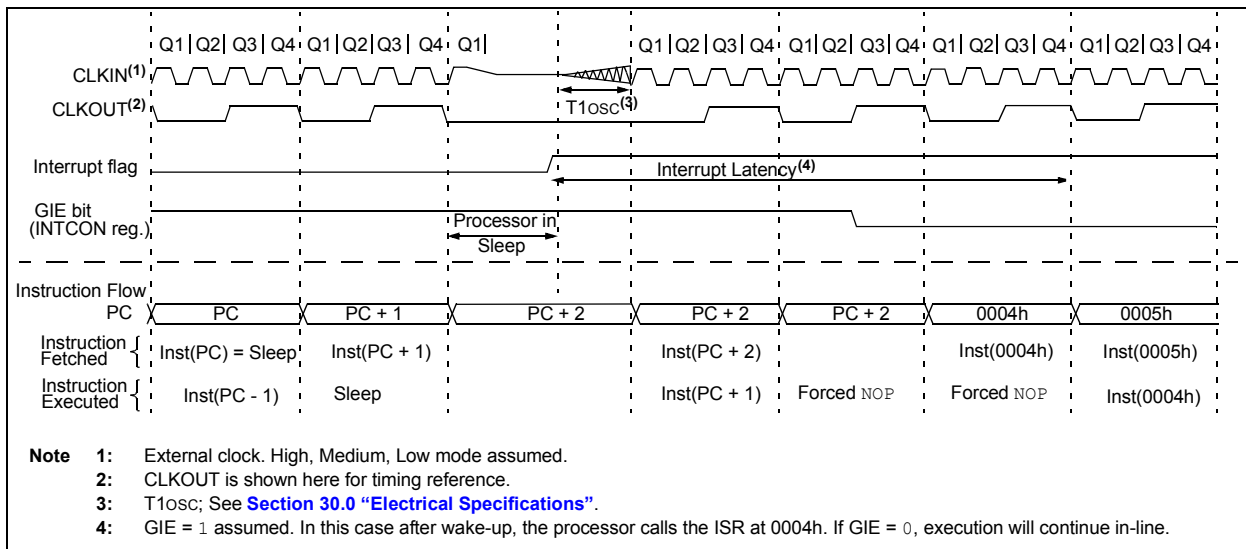 Q1 Q2 Q3 Q4 Q1 Q2 Q3 Q4 Q1 Q1 Q2 Q3 Q4 Q1 Q2 Q3 Q4 Q1 Q2 Q3 Q4 Q1 Q2 Q3 Q4
CLKIN(1)
CLKOUT(2)
T1OSC(3)
Interrupt flag
Interrupt Latency(4)
GIE bit
(INTCON reg.)
Processor in
Sleep
Instruction Flow
PC PC PC + 1 PC + 2 PC + 2 PC + 2 0004h 0005h
Instruction
Fetched
Inst(PC) = Sleep Inst(PC + 1) Inst(PC + 2) Inst(0004h) Inst(0005h)
Instruction
Executed
Inst(PC - 1) Sleep Inst(PC + 1) Forced NOP Forced NOP Inst(0004h)
Note 1: External clock. High, Medium, Low mode assumed.
2: CLKOUT is shown here for timing reference.
3: T1OSC; See Section 30.0 “Electrical Specifications”.
4: GIE = 1 assumed. In this case after wake-up, the processor calls the ISR at 0004h. If GIE = 0, execution will continue in-line.